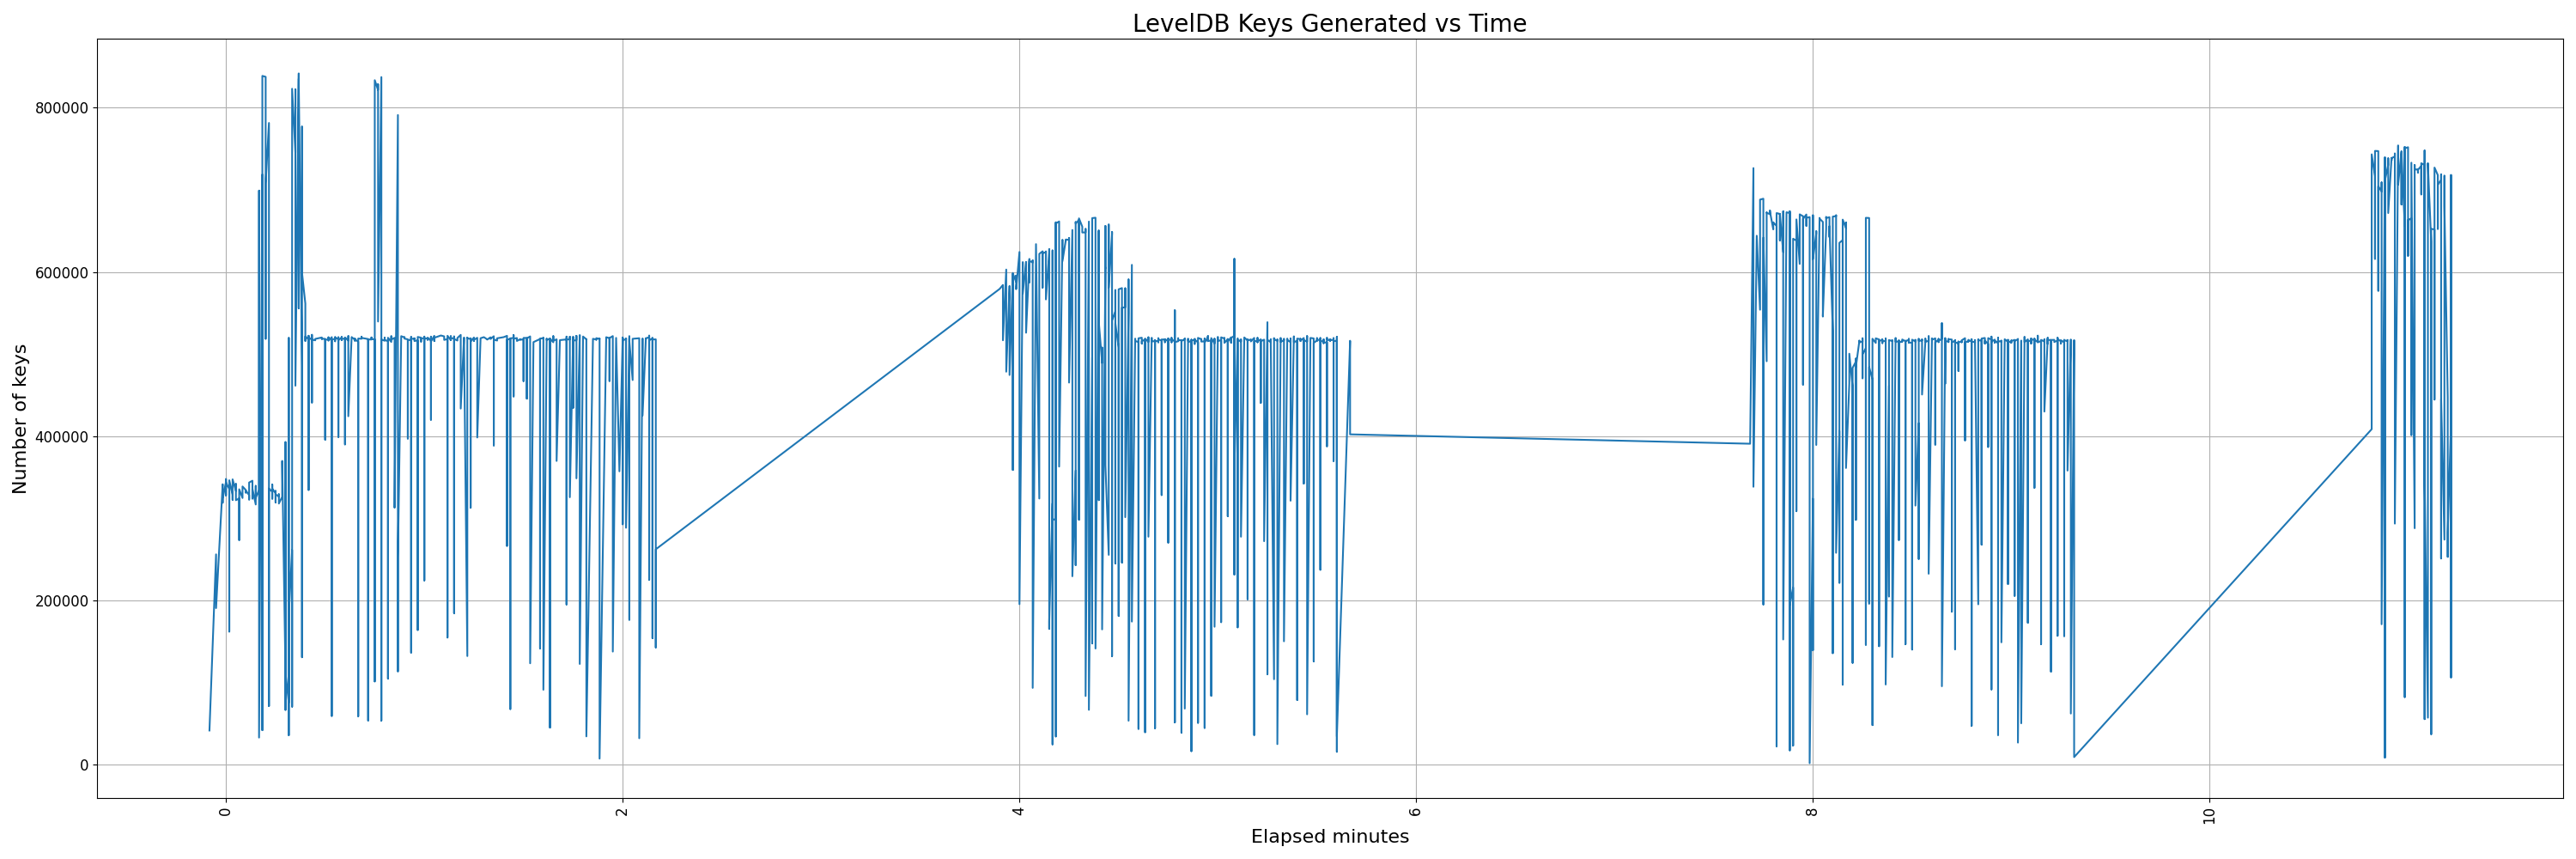 LevelDB Keys Generated vs Time
Number of keys
800000
600000
400000
200000
0
0 2 4 6 8 10
Elapsed minutes